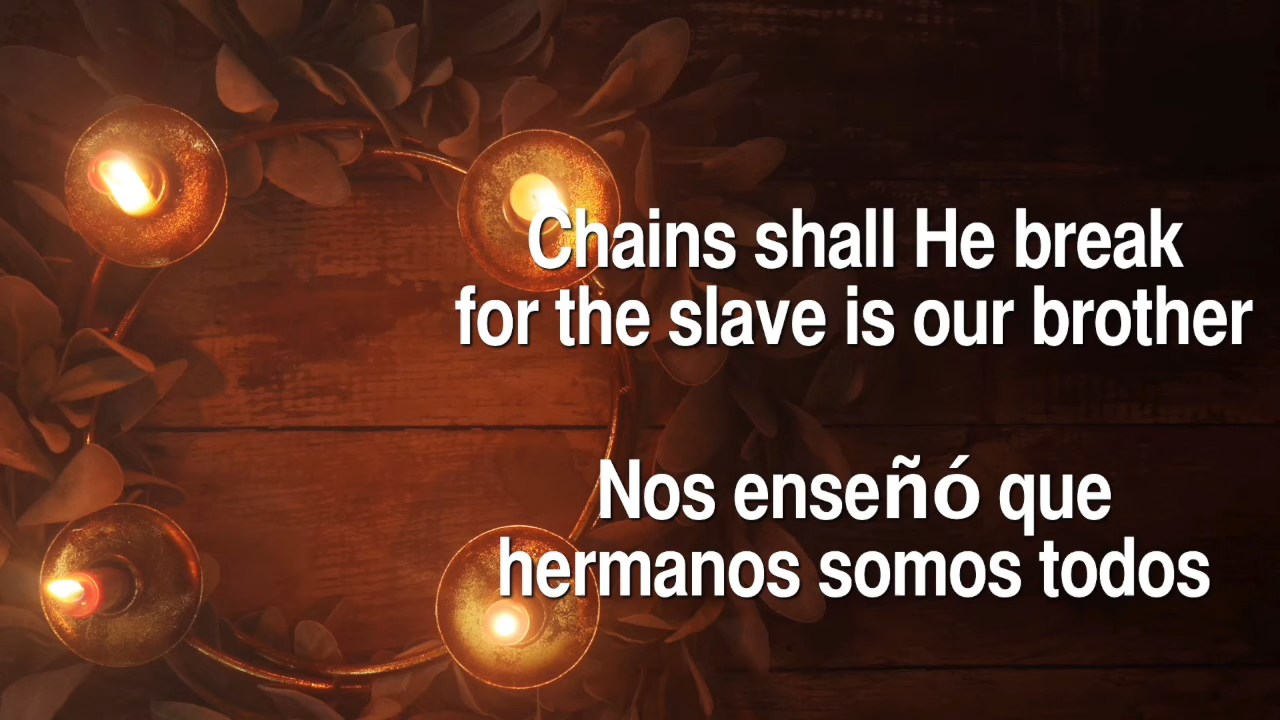 Chains shall He break
for the slave is our brother
Nos enseñó que
hermanos somos todos